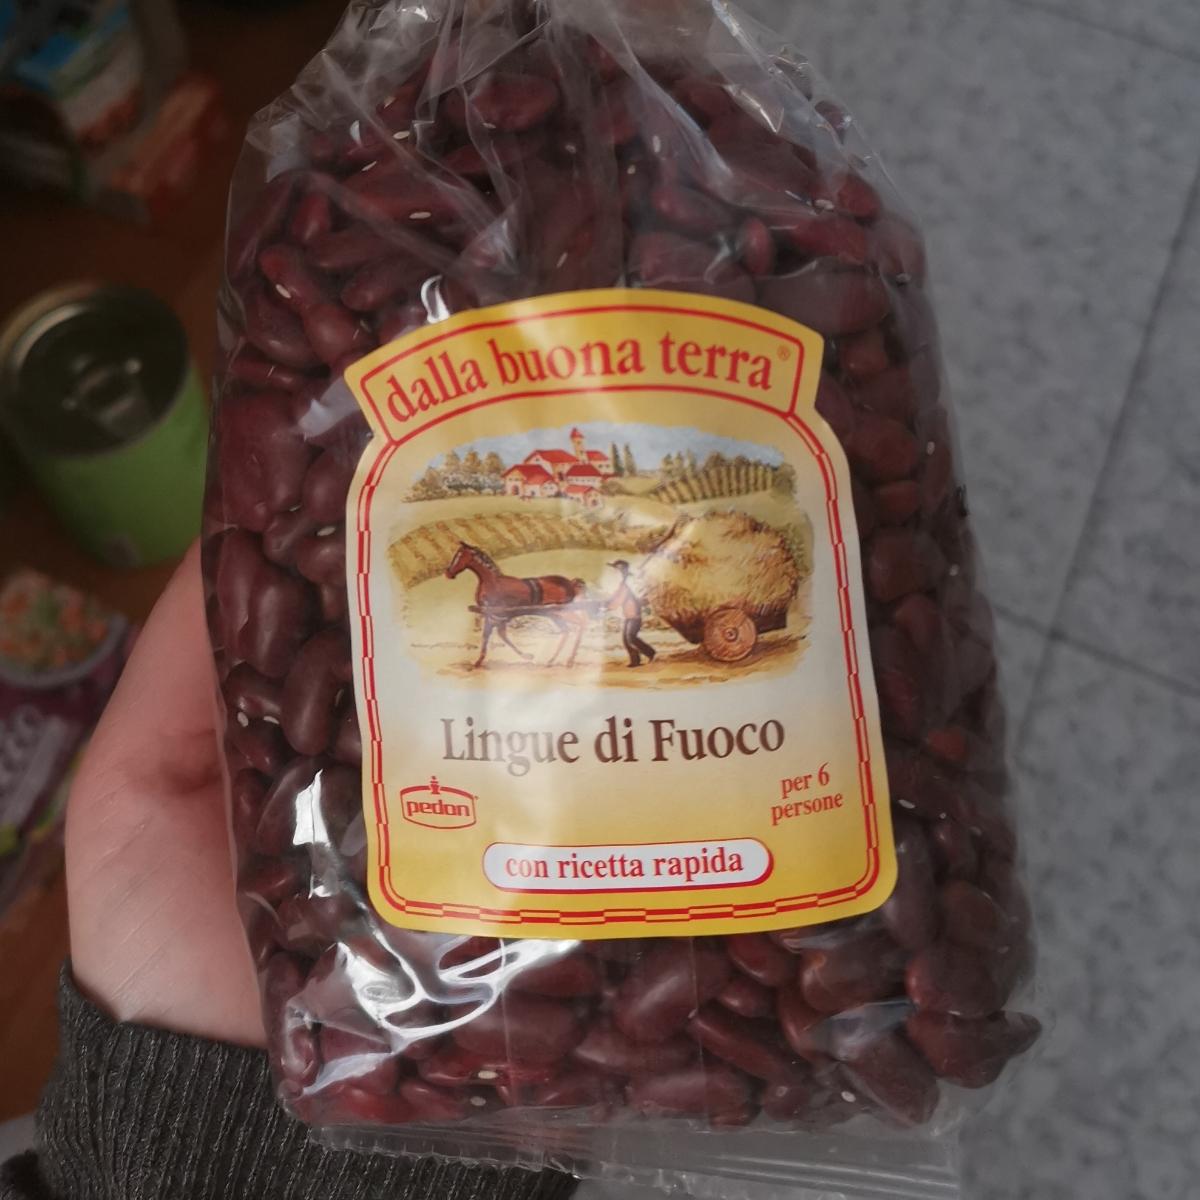 dalla buona terra®
Lingue di Fuoco
pedon
per 6
persone
con ricetta rapida